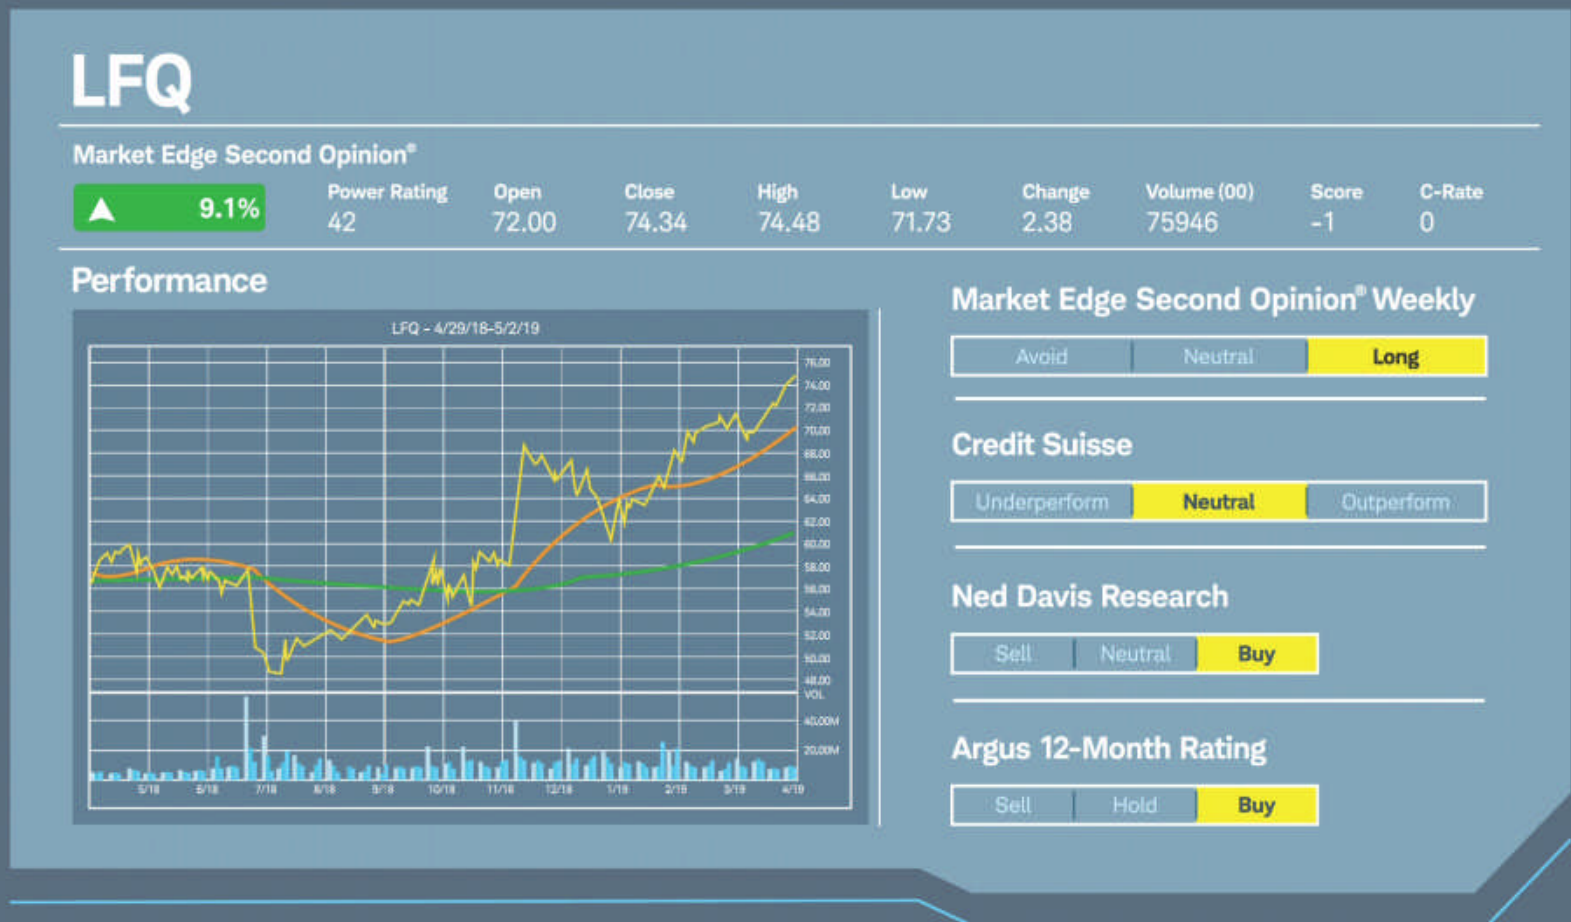 LFQ
Market Edge Second Opinion®
9.1%
Power Rating Open Close High Low Change Volume (00) Score C-Rate
42 72.00 74.34 74.48 71.73 2.38 75946 -1 0
Performance
LFQ - 4/29/18-5/2/19
76.00
74.00
72.00
70.00
68.00
66.00
64.00
62.00
60.00
58.00
56.00
54.00
52.00
50.00
48.00
VOL
40.00M
20.00M
5/18 6/18 7/18 8/18 9/18 10/18 11/18 12/18 1/19 2/19 3/19 4/19
Market Edge Second Opinion® Weekly
Avoid Neutral Long
Credit Suisse
Underperform Neutral Outperform
Ned Davis Research
Sell Neutral Buy
Argus 12-Month Rating
Sell Hold Buy